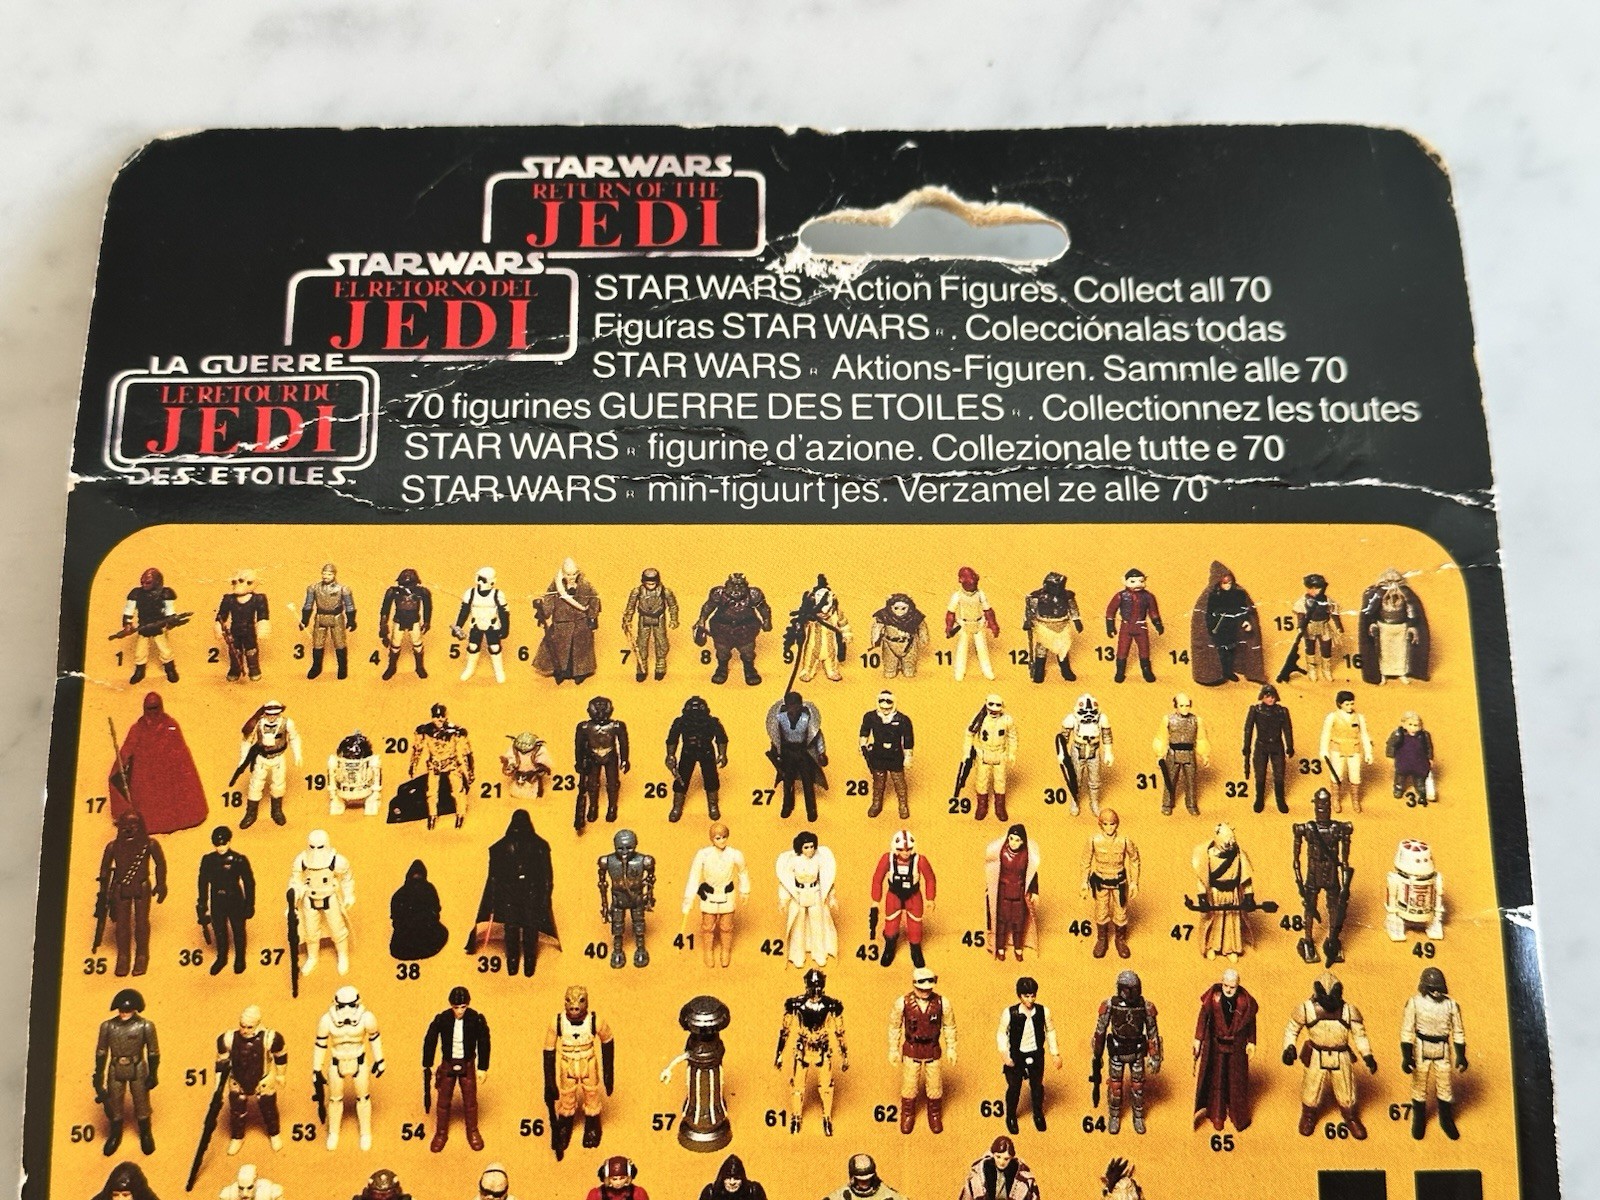 STAR WARS
RETURN OF THE
JEDI
STAR WARS
EL RETORNO DEL
JEDI
LA GUERRE
LE RETOUR DU
JEDI
DES ETOILES
STAR WARS R Action Figures. Collect all 70
Figuras STAR WARS R. Colecciónalas todas
STAR WARS R Aktions-Figuren. Sammle alle 70
70 figurines GUERRE DES ETOILES R. Collectionnez les toutes
STAR WARS R figurine d'azione. Collezionale tutte e 70
STAR WARS R min-figuurtjes. Verzamel ze alle 70
1 2 3 4 5 6 7 8 9 10 11 12 13 14 15 16
17 18 19 20 21 23 26 27 28 29 30 31 32 33 34
35 36 37 38 39 40 41 42 43 45 46 47 48 49
50 51 53 54 56 57 61 62 63 64 65 66 67